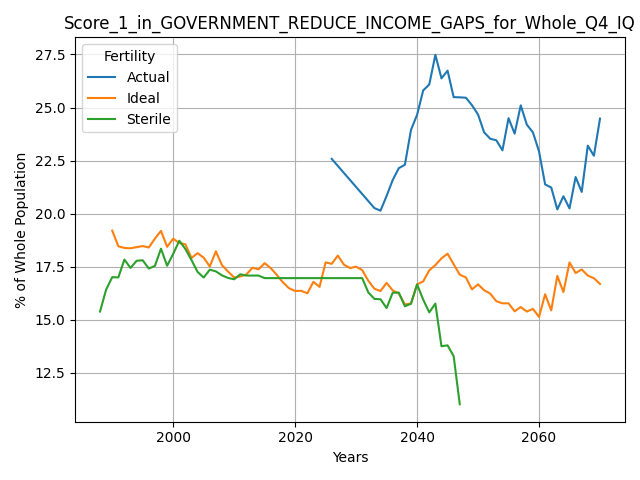 Score_1_in_GOVERNMENT_REDUCE_INCOME_GAPS_for_Whole_Q4_IQ
Fertility
Actual
Ideal
Sterile
% of Whole Population
27.5
25.0
22.5
20.0
17.5
15.0
12.5
2000
2020
2040
2060
Years